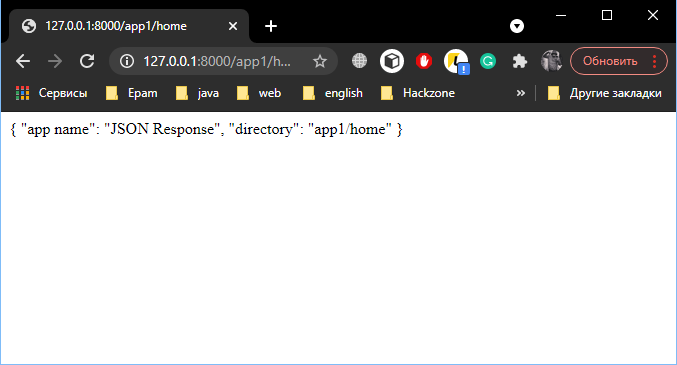 127.0.0.1:8000/app1/home
127.0.0.1:8000/app1/h...
Обновить
Сервисы Epam java web english Hackzone » Другие закладки
{ "app name": "JSON Response", "directory": "app1/home" }